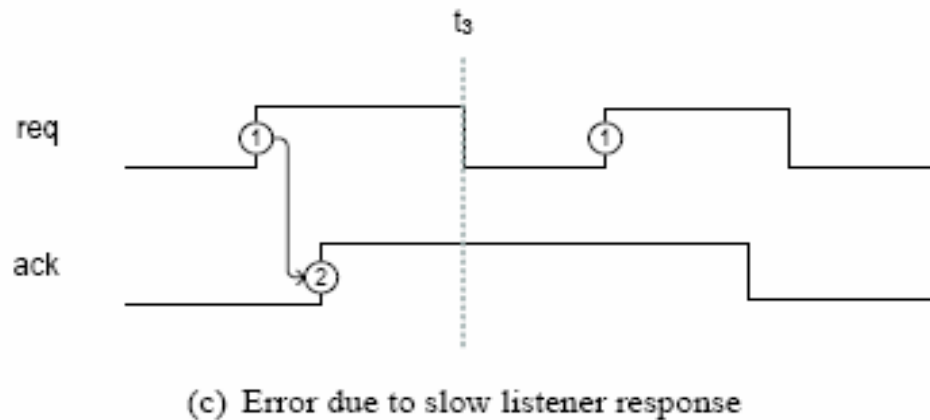 t₃
req
1
1
ack
2
(c) Error due to slow listener response